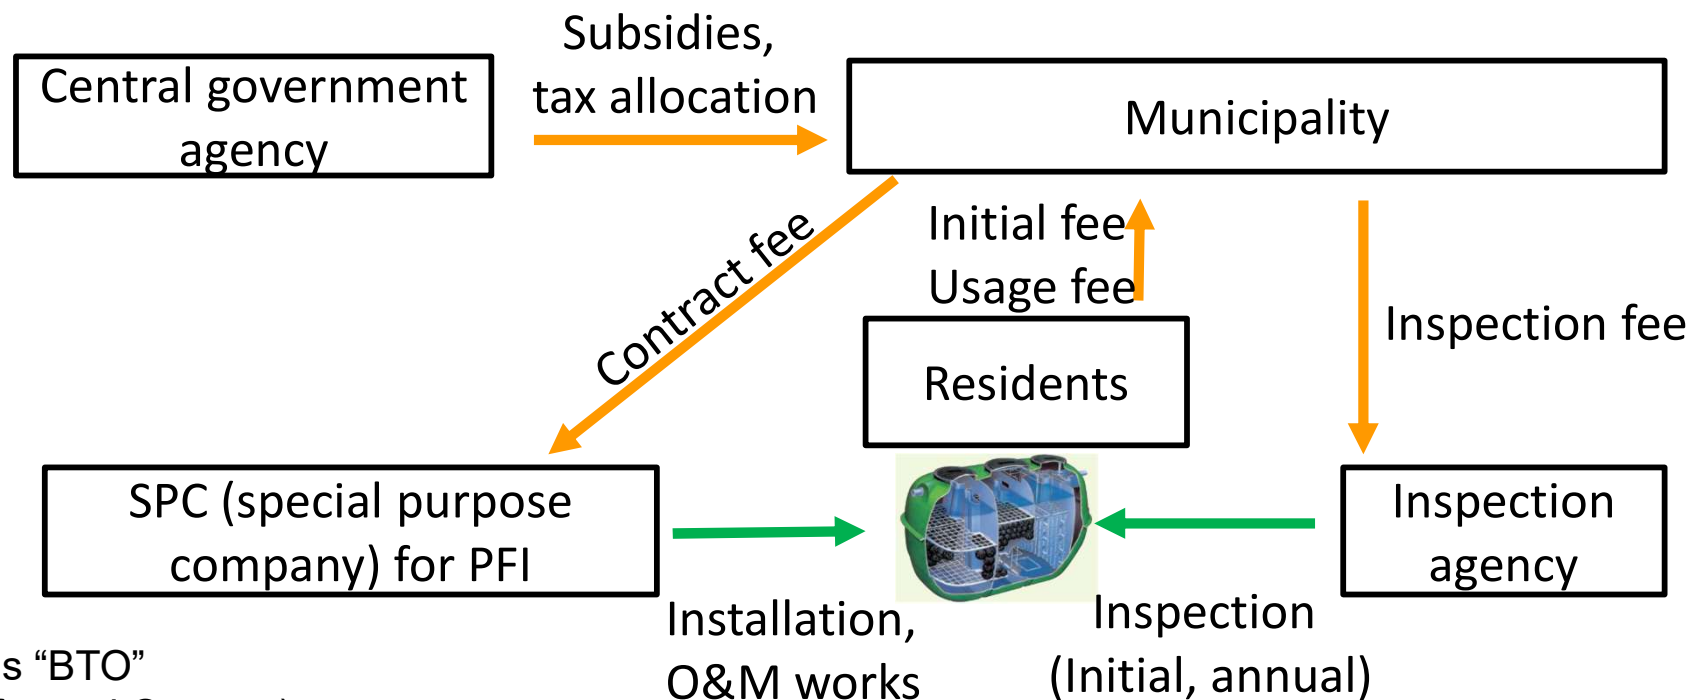 Subsidies,
tax allocation
Central government
agency
Municipality
Contract fee
Initial fee
Usage fee
Inspection fee
Residents
SPC (special purpose
company) for PFI
Inspection
agency
Installation,
O&M works
Inspection
(Initial, annual)
s “BTO”